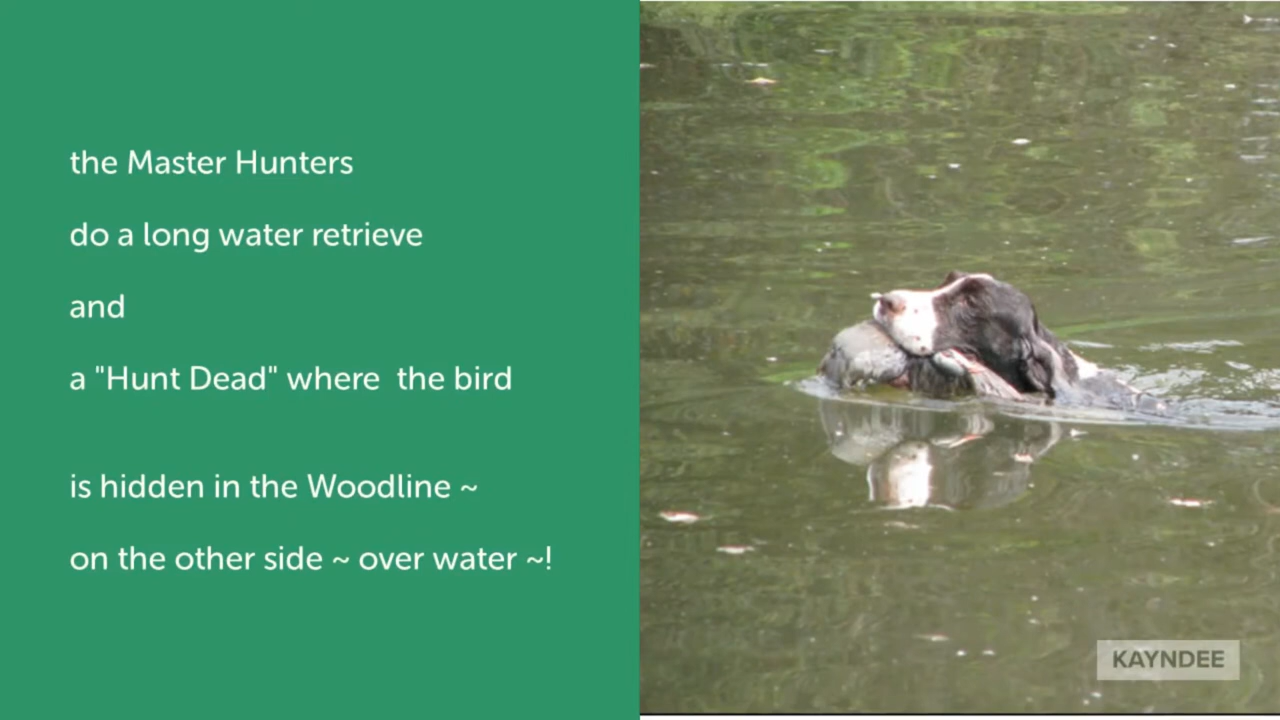 the Master Hunters
do a long water retrieve
and
a "Hunt Dead" where  the bird
is hidden in the Woodline ~
on the other side ~ over water ~!
KAYNDEE